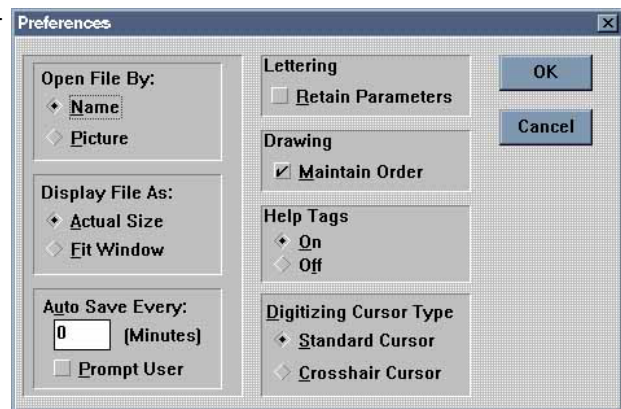 Preferences
Open File By:
Name
Picture
Display File As:
Actual Size
Fit Window
Auto Save Every:
0 (Minutes)
Prompt User
Lettering
Retain Parameters
Drawing
Maintain Order
Help Tags
On
Off
Digitizing Cursor Type
Standard Cursor
Crosshair Cursor
OK
Cancel